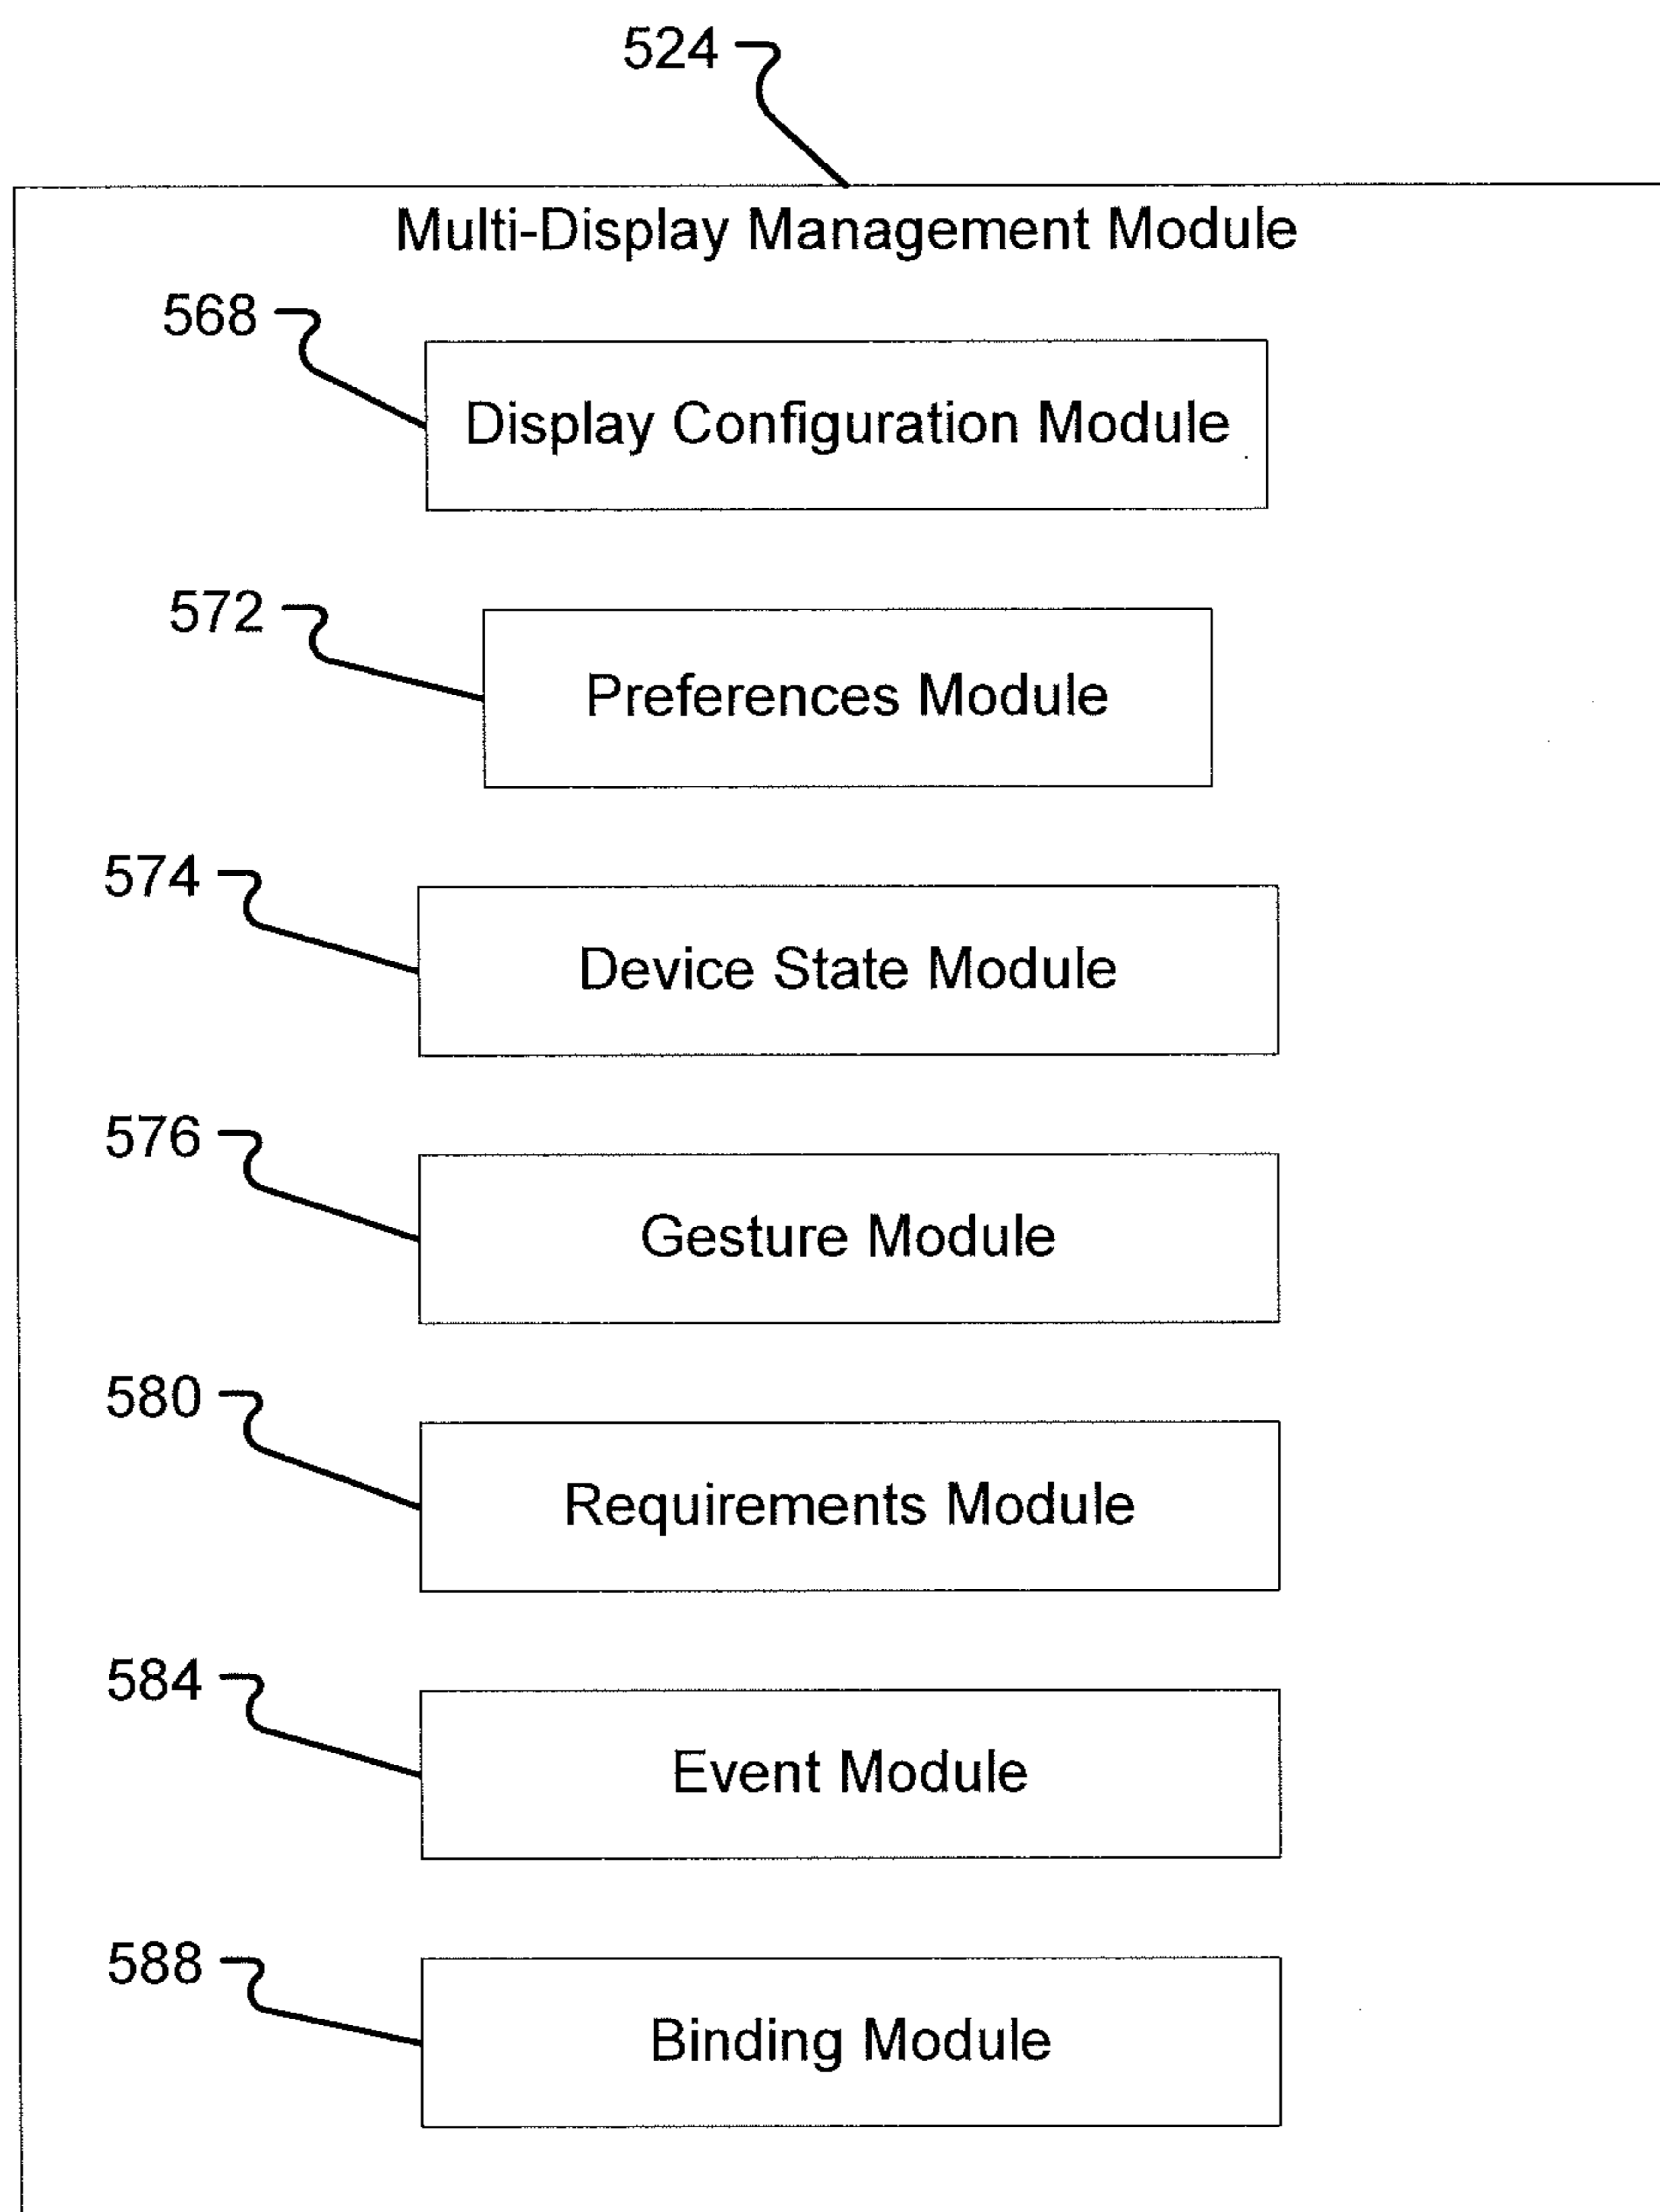 524
Multi-Display Management Module
568
Display Configuration Module
572
Preferences Module
574
Device State Module
576
Gesture Module
580
Requirements Module
584
Event Module
588
Binding Module